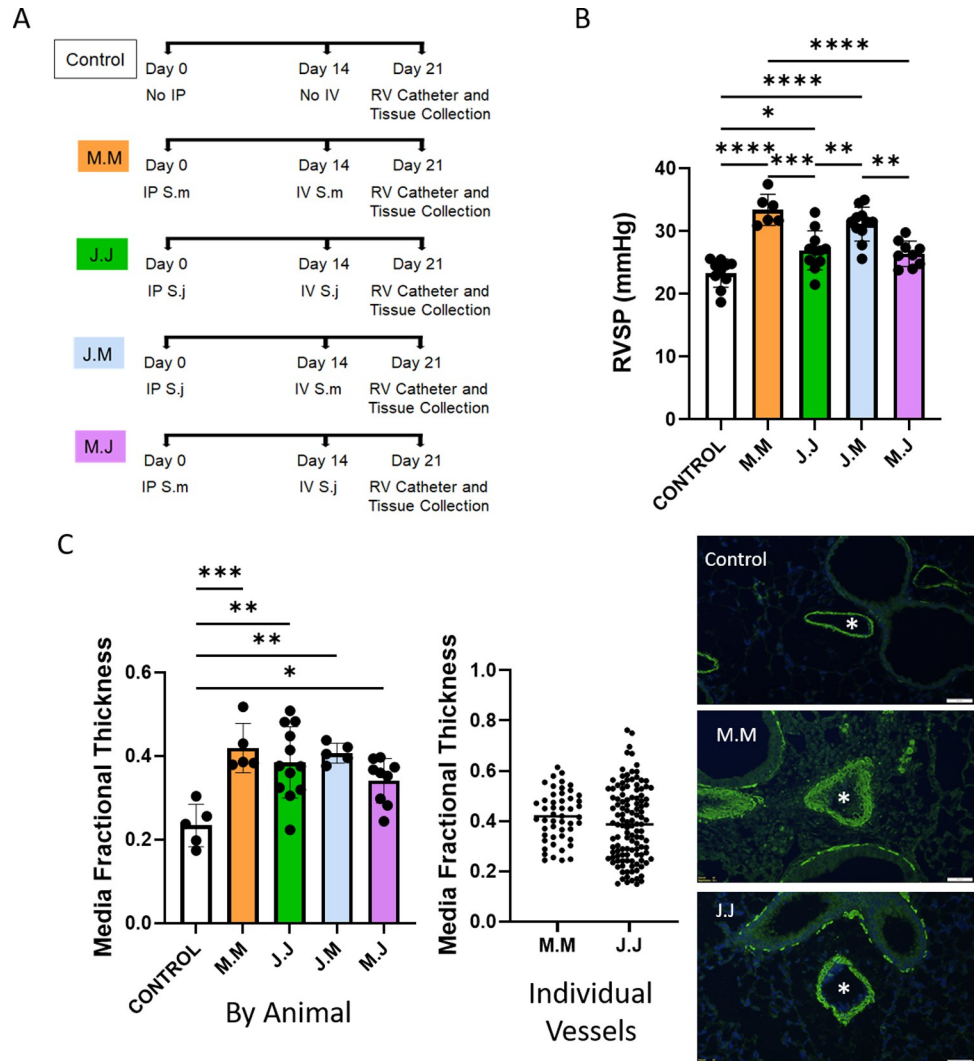 A
Control
Day 0
Day 14
Day 21
No IP
No IV
RV Catheter and
Tissue Collection
M.M
Day 0
Day 14
Day 21
IP S.m
IV S.m
RV Catheter and
Tissue Collection
J.J
Day 0
Day 14
Day 21
IP S.j
IV S.j
RV Catheter and
Tissue Collection
J.M
Day 0
Day 14
Day 21
IP S.j
IV S.m
RV Catheter and
Tissue Collection
M.J
Day 0
Day 14
Day 21
IP S.m
IV S.j
RV Catheter and
Tissue Collection
B
****
****
*
**** *** ** **
RVSP (mmHg)
40
30
20
10
0
CONTROL
M.M
J.J
J.M
M.J
C
***
**
**
*
Media Fractional Thickness
0.6
0.4
0.2
0.0
CONTROL
M.M
J.J
J.M
M.J
By Animal
Media Fractional Thickness
1.0
0.8
0.6
0.4
0.2
0.0
M.M
J.J
Individual
Vessels
Control
*
M.M
*
J.J
*